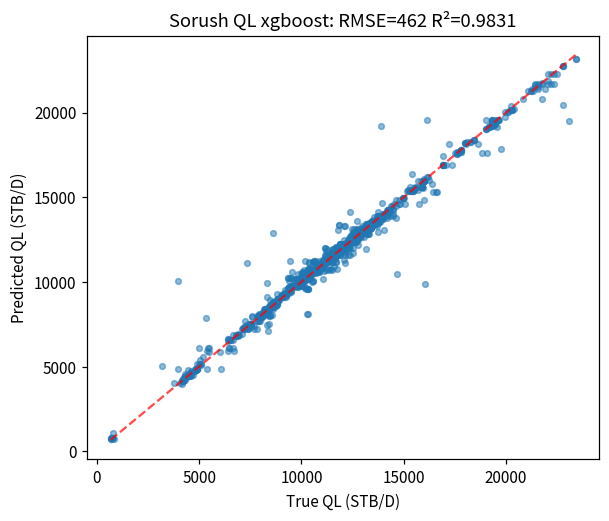 Sorush QL xgboost: RMSE=462 R²=0.9831
Predicted QL (STB/D)
20000
15000
10000
5000
0
0 5000 10000 15000 20000
True QL (STB/D)